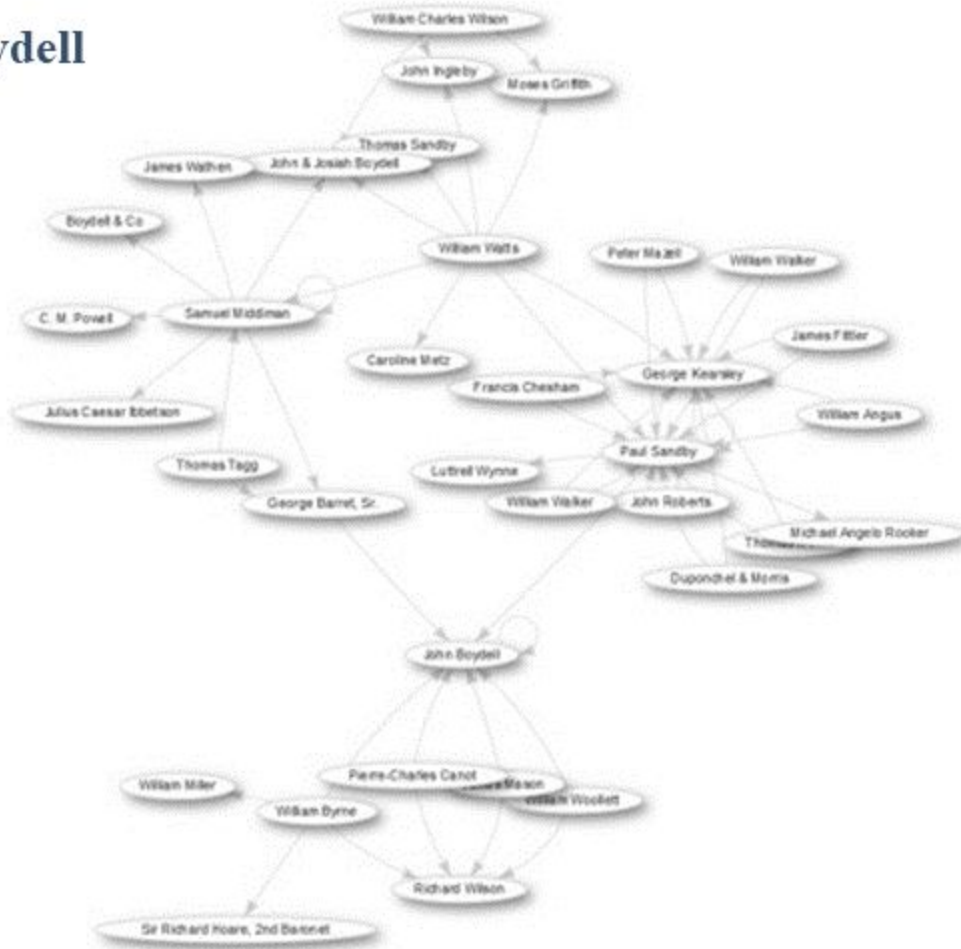 ydell
William Charles Wilson
John Ingleby
Moses Griffith
Thomas Sandby
James Wathen
John & Josiah Boydell
Boydell & Co
William Watts
Peter Mazell
William Walker
C. M. Powell
Samuel Middiman
James Fittler
Caroline Metz
George Kearsley
Francis Chesham
Julius Caesar Ibbetson
William Angus
Paul Sandby
Thomas Tagg
Luttrell Wynne
George Barret, Sr.
William Walker
John Roberts
Michael Angelo Rooker
Duponchel & Morris
John Boydell
Pierre-Charles Canot
William Miller
Mason
William Woollett
William Byrne
Richard Wilson
Sir Richard Hoare, 2nd Baronet